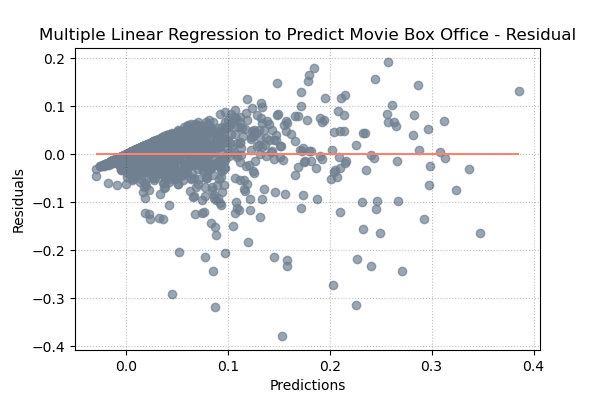 Multiple Linear Regression to Predict Movie Box Office - Residual
0.2
0.1
0.0
−0.1
−0.2
−0.3
−0.4
Residuals
0.0 0.1 0.2 0.3 0.4
Predictions